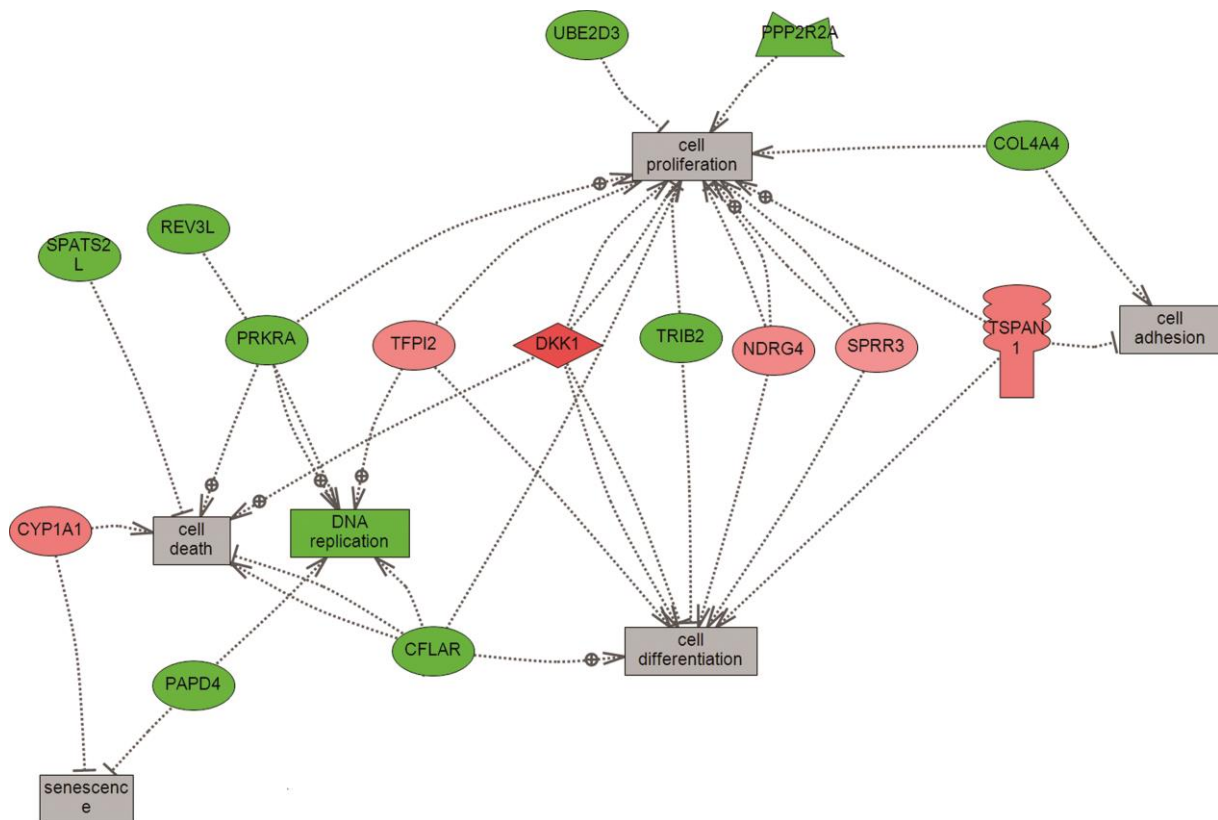 UBE2D3
PPP2R2A
cell
proliferation
COL4A4
REV3L
SPATS2
L
PRKRA
TFPI2
DKK1
TRIB2
NDRG4
SPRR3
TSPAN
1
cell
adhesion
CYP1A1
cell
death
DNA
replication
CFLAR
cell
differentiation
PAPD4
senescenc
e